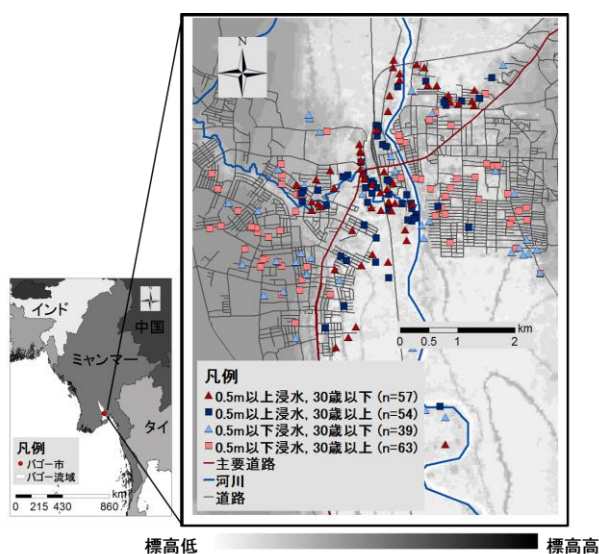 N
km
0 0.5 1 2
凡例
0.5m以上浸水, 30歳以下 (n=57)
0.5m以上浸水, 30歳以上 (n=54)
0.5m以下浸水, 30歳以下 (n=39)
0.5m以下浸水, 30歳以上 (n=63)
主要道路
河川
道路
インド
中国
ミャンマー
タイ
凡例
バゴー市
バゴー流域
km
0 215 430 860
標高低
標高高